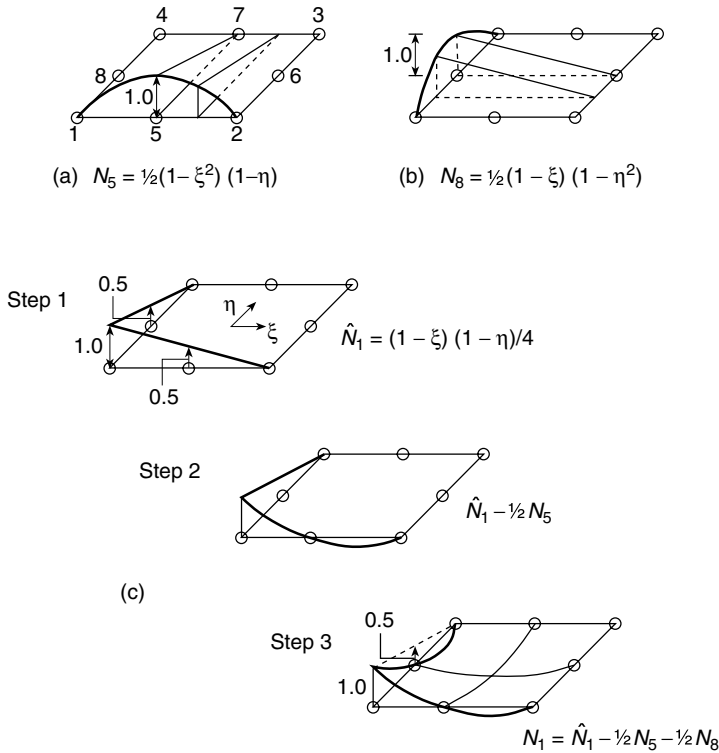 4 7 3
8 1.0 6
1 5 2
(a) N₅ = ½(1– ξ²) (1–η)
1.0
(b) N₈ = ½(1 – ξ) (1 – η²)
Step 1
0.5
1.0
η
ξ
0.5
N̂₁ = (1 – ξ) (1 – η)/4
Step 2
N̂₁ – ½ N₅
(c)
Step 3
0.5
1.0
N₁ = N̂₁ – ½ N₅ – ½ N₈